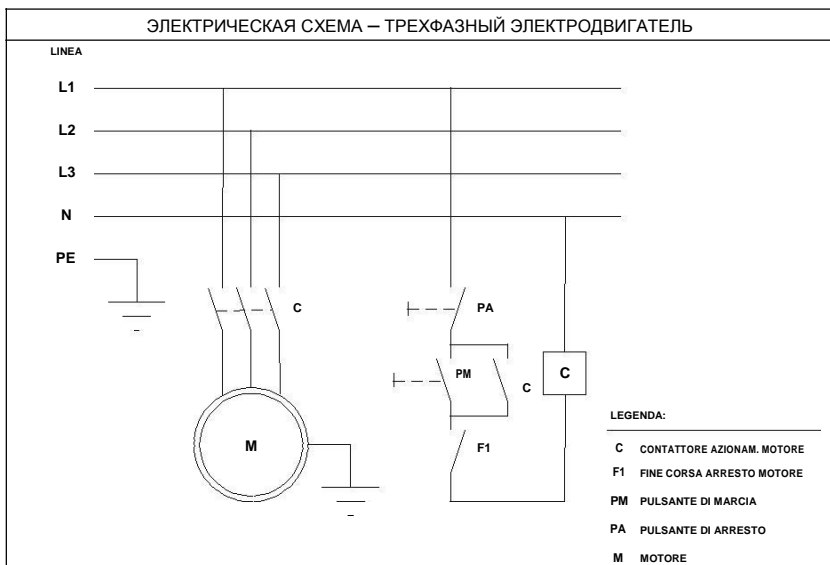 ЭЛЕКТРИЧЕСКАЯ СХЕМА – ТРЕХФАЗНЫЙ ЭЛЕКТРОДВИГАТЕЛЬ
LINEA
L1
L2
L3
N
PE
C
PA
PM
C
C
M
F1
LEGENDA:
C CONTATTORE AZIONAM. MOTORE
F1 FINE CORSA ARRESTO MOTORE
PM PULSANTE DI MARCIA
PA PULSANTE DI ARRESTO
M MOTORE